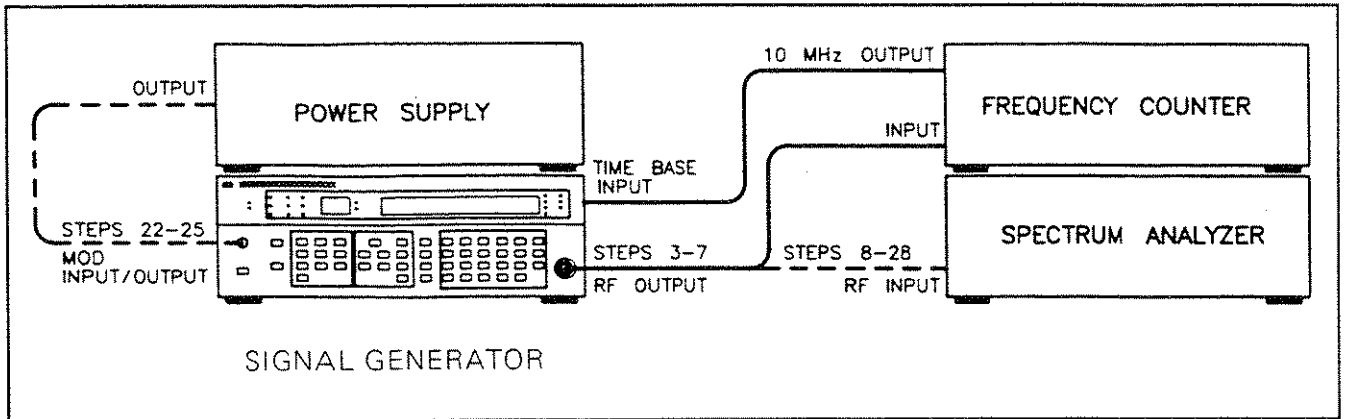 10 MHz OUTPUT
OUTPUT
POWER SUPPLY
FREQUENCY COUNTER
INPUT
TIME BASE
INPUT
STEPS 22-25
MOD
INPUT/OUTPUT
STEPS 3-7
RF OUTPUT
STEPS 8-28
RF INPUT
SPECTRUM ANALYZER
SIGNAL GENERATOR